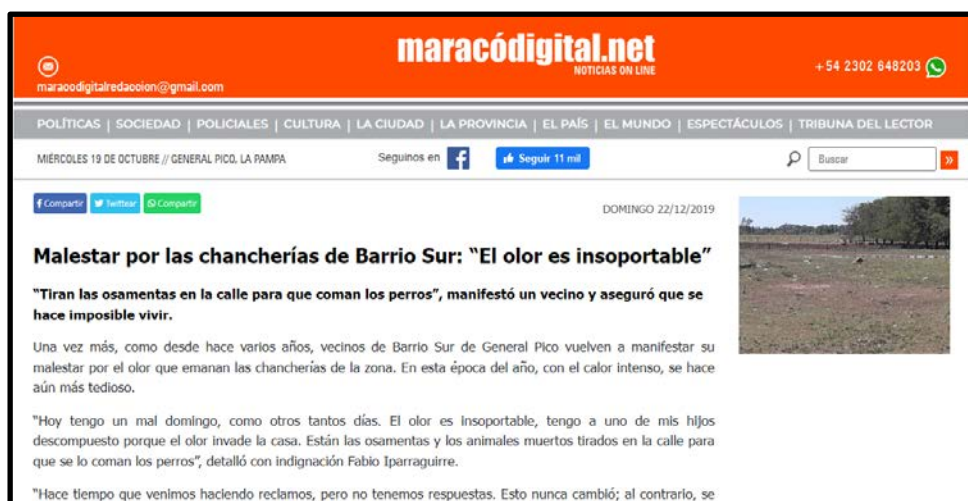 maracódigital.net
NOTICIAS ON LINE
maracodigitalredaccion@gmail.com
+54 2302 648203
POLÍTICAS | SOCIEDAD | POLICIALES | CULTURA | LA CIUDAD | LA PROVINCIA | EL PAÍS | EL MUNDO | ESPECTÁCULOS | TRIBUNA DEL LECTOR
MIÉRCOLES 19 DE OCTUBRE // GENERAL PICO, LA PAMPA
Seguinos en
Seguir 11 mil
Buscar
»
Compartir
Twittear
Compartir
DOMINGO 22/12/2019
Malestar por las chancherías de Barrio Sur: “El olor es insoportable”
“Tiran las osamentas en la calle para que coman los perros”, manifestó un vecino y aseguró que se
hace imposible vivir.
Una vez más, como desde hace varios años, vecinos de Barrio Sur de General Pico vuelven a manifestar su
malestar por el olor que emanan las chancherías de la zona. En esta época del año, con el calor intenso, se hace
aún más tedioso.
“Hoy tengo un mal domingo, como otros tantos días. El olor es insoportable, tengo a uno de mis hijos
descompuesto porque el olor invade la casa. Están las osamentas y los animales muertos tirados en la calle para
que se lo coman los perros”, detalló con indignación Fabio Iparraguirre.
“Hace tiempo que venimos haciendo reclamos, pero no tenemos respuestas. Esto nunca cambió; al contrario, se